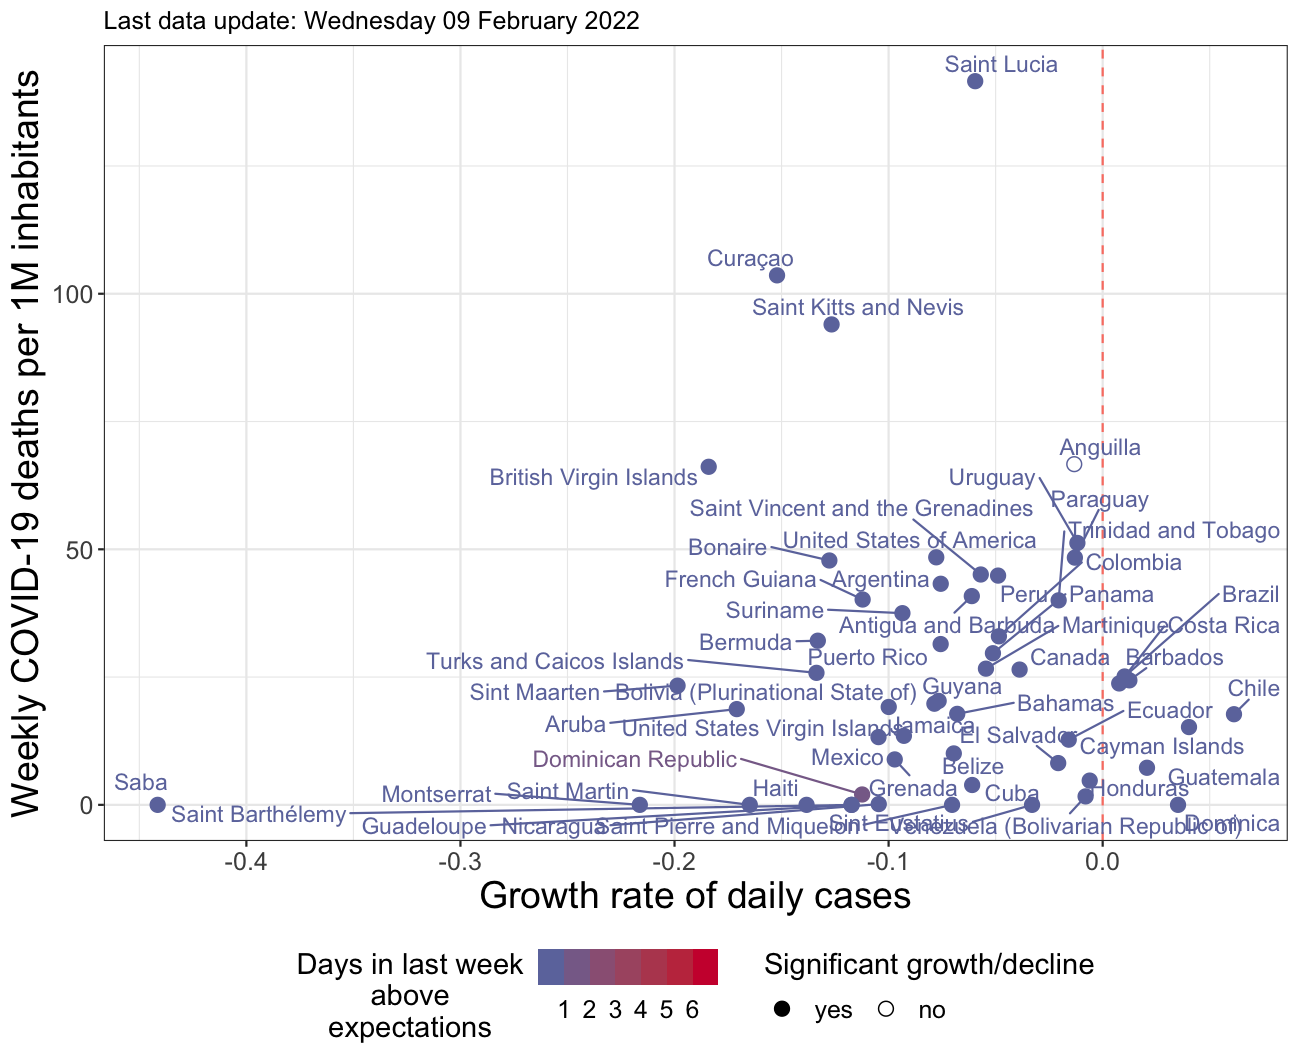 Last data update: Wednesday 09 February 2022
Weekly COVID-19 deaths per 1M inhabitants
100
50
0
Saint Lucia
Curaçao
Saint Kitts and Nevis
Anguilla
British Virgin Islands
Uruguay
Paraguay
Saint Vincent and the Grenadines
Trinidad and Tobago
Bonaire
United States of America
Colombia
French Guiana
Argentina
Peru
Panama
Brazil
Suriname
Antigua and Barbuda
Martinique
Costa Rica
Bermuda
Puerto Rico
Canada
Barbados
Turks and Caicos Islands
Sint Maarten
Bolivia (Plurinational State of)
Guyana
Chile
Aruba
United States Virgin Islands
Jamaica
Bahamas
Ecuador
El Salvador
Cayman Islands
Dominican Republic
Mexico
Belize
Guatemala
Saba
Montserrat
Saint Martin
Haiti
Grenada
Cuba
Honduras
Saint Barthélemy
Guadeloupe
Nicaragua
Saint Pierre and Miquelon
Sint Eustatius
Venezuela (Bolivarian Republic of)
Dominica
-0.4
-0.3
-0.2
-0.1
0.0
Growth rate of daily cases
Days in last week
above
expectations
1 2 3 4 5 6
Significant growth/decline
yes
no